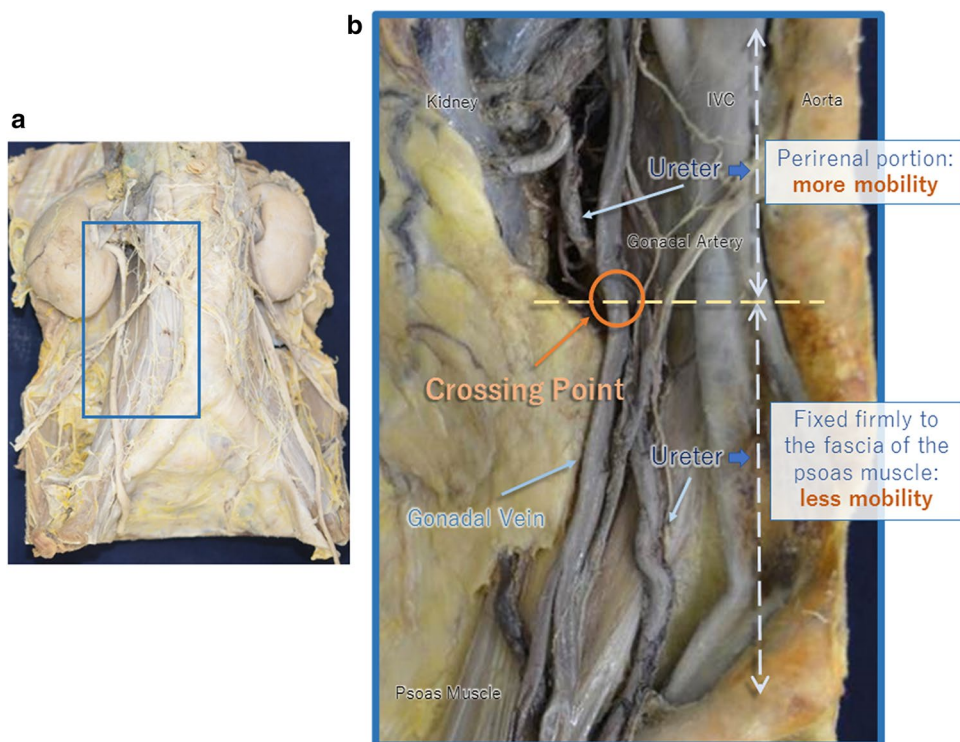 a
b
Kidney
IVC
Aorta
Ureter
Perirenal portion:
more mobility
Gonadal Artery
Crossing Point
Ureter
Fixed firmly to
the fascia of the
psoas muscle:
less mobility
Gonadal Vein
Psoas Muscle